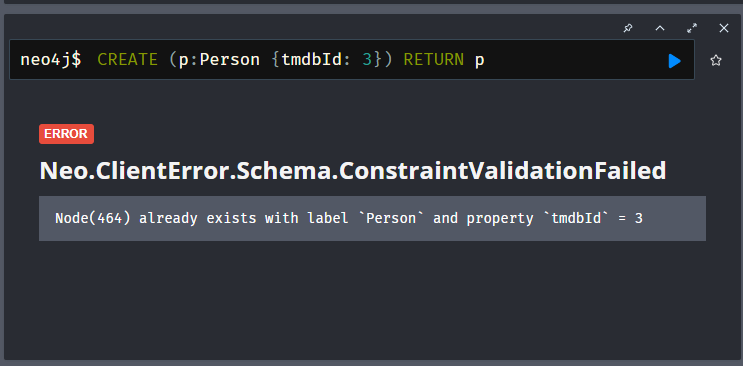 neo4j$ CREATE (p:Person {tmdbId: 3}) RETURN p
ERROR
Neo.ClientError.Schema.ConstraintValidationFailed
Node(464) already exists with label `Person` and property `tmdbId` = 3